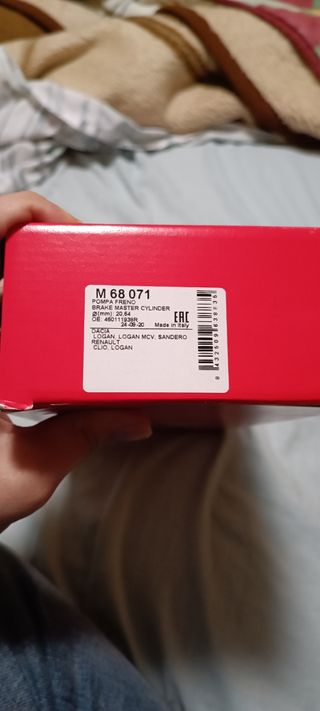 M 68 071
POMPA FRENO
BRAKE MASTER CYLINDER
Ø(mm): 20,64
OE: 460111938R
24-09-20 Made in Italy
EAC
DACIA
LOGAN, LOGAN MCV, SANDERO
RENAULT
CLIO, LOGAN